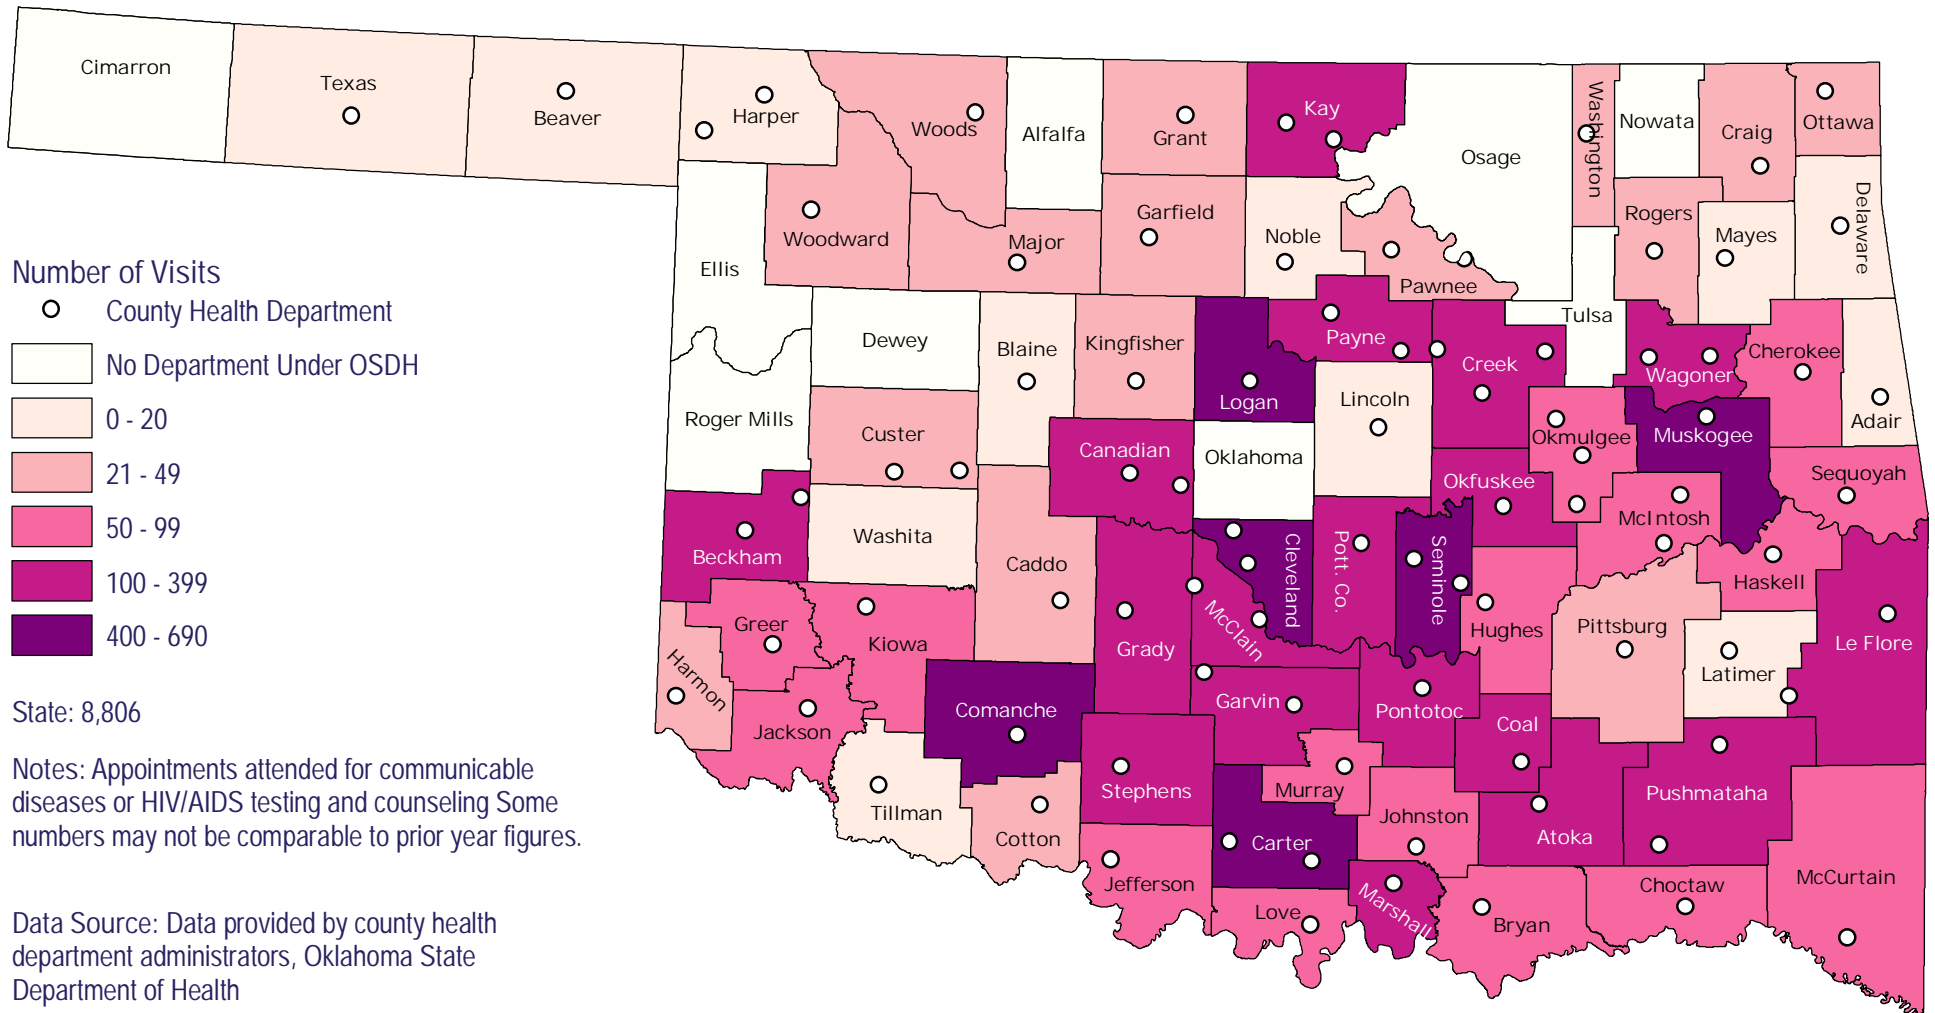 Cimarron
Texas
Beaver
Harper
Woods
Alfalfa
Grant
Kay
Osage
Washington
Nowata
Craig
Ottawa
Ellis
Woodward
Major
Garfield
Noble
Pawnee
Rogers
Mayes
Delaware
Number of Visits
County Health Department
No Department Under OSDH
0 - 20
21 - 49
50 - 99
100 - 399
400 - 690
State: 8,806
Notes: Appointments attended for communicable
diseases or HIV/AIDS testing and counseling Some
numbers may not be comparable to prior year figures.
Data Source: Data provided by county health
department administrators, Oklahoma State
Department of Health
Roger Mills
Dewey
Blaine
Kingfisher
Logan
Payne
Creek
Tulsa
Wagoner
Cherokee
Adair
Custer
Canadian
Oklahoma
Lincoln
Okmulgee
Muskogee
Sequoyah
Beckham
Washita
Caddo
Grady
McClain
Cleveland
Pott. Co.
Seminole
Okfuskee
Hughes
McIntosh
Haskell
Le Flore
Harmon
Greer
Kiowa
Jackson
Comanche
Tillman
Cotton
Stephens
Garvin
Pontotoc
Coal
Pittsburg
Latimer
Murray
Johnston
Atoka
Pushmataha
Jefferson
Carter
Love
Marshall
Bryan
Choctaw
McCurtain